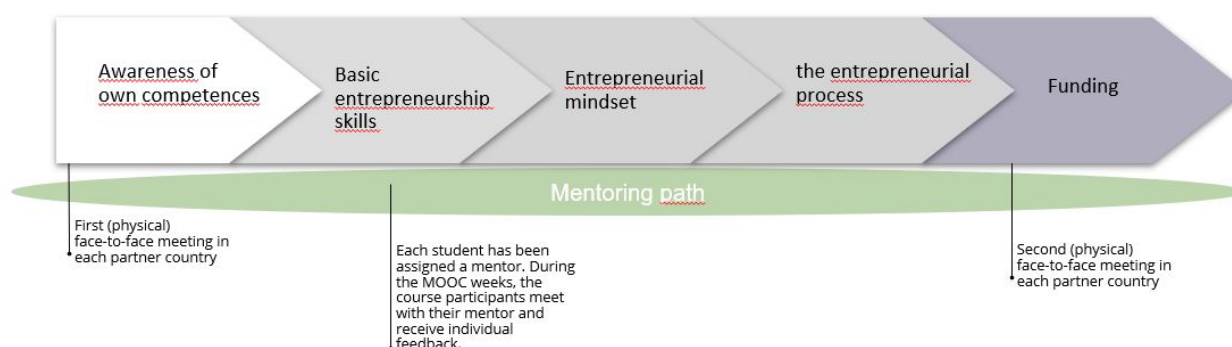 Awareness of
own competences
Basic
entrepreneurship
skills
Entrepreneurial
mindset
the entrepreneurial
process
Funding
Mentoring path
First (physical)
face-to-face meeting in
each partner country
Each student has been
assigned a mentor. During
the MOOC weeks, the
course participants meet
with their mentor and
receive individual
feedback.
Second (physical)
face-to-face meeting in
each partner country